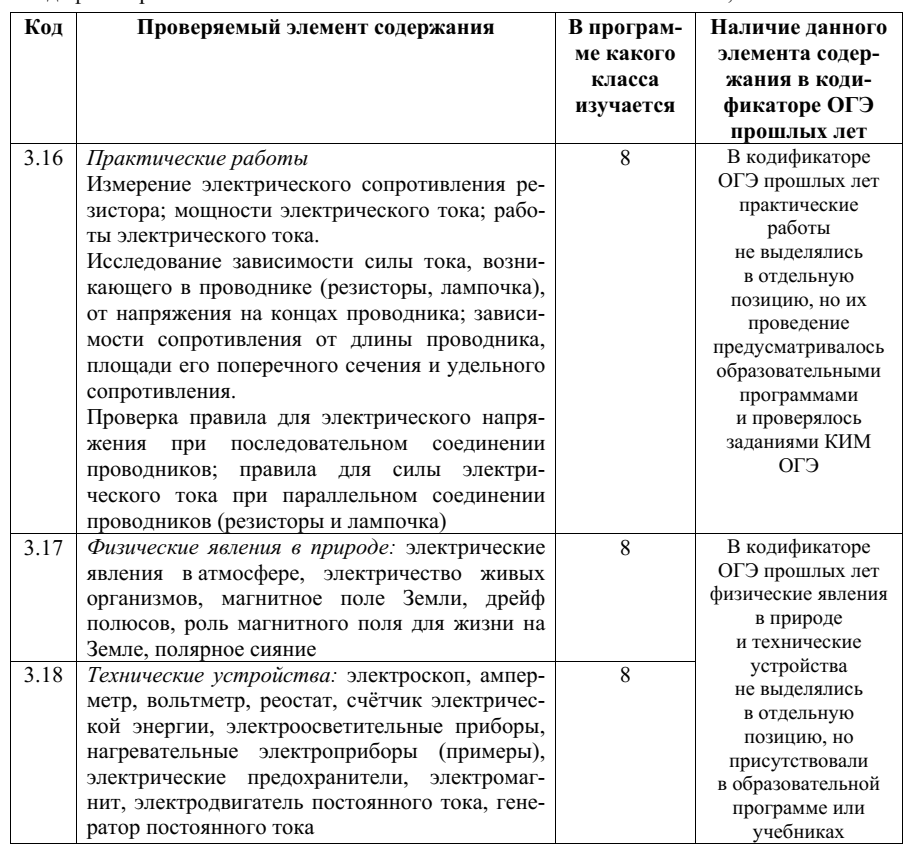 Код
Проверяемый элемент содержания
В програм-
ме какого
класса
изучается
Наличие данного
элемента содер-
жания в коди-
фикаторе ОГЭ
прошлых лет
3.16
Практические работы
Измерение электрического сопротивления ре-
зистора; мощности электрического тока; рабо-
ты электрического тока.
Исследование зависимости силы тока, возни-
кающего в проводнике (резисторы, лампочка),
от напряжения на концах проводника; зависи-
мости сопротивления от длины проводника,
площади его поперечного сечения и удельного
сопротивления.
Проверка правила для электрического напря-
жения при последовательном соединении
проводников; правила для силы электри-
ческого тока при параллельном соединении
проводников (резисторы и лампочка)
8
В кодификаторе
ОГЭ прошлых лет
практические
работы
не выделялись
в отдельную
позицию, но их
проведение
предусматривалось
образовательными
программами
и проверялось
заданиями КИМ
ОГЭ
3.17
Физические явления в природе: электрические
явления в атмосфере, электричество живых
организмов, магнитное поле Земли, дрейф
полюсов, роль магнитного поля для жизни на
Земле, полярное сияние
8
В кодификаторе
ОГЭ прошлых лет
физические явления
в природе
и технические
устройства
не выделялись
в отдельную
позицию, но
присутствовали
в образовательной
программе или
учебниках
3.18
Технические устройства: электроскоп, ампер-
метр, вольтметр, реостат, счётчик электричес-
кой энергии, электроосветительные приборы,
нагревательные электроприборы (примеры),
электрические предохранители, электромаг-
нит, электродвигатель постоянного тока, гене-
ратор постоянного тока
8